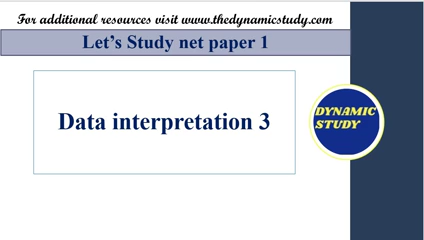 For additional resources visit www.thedynamicstudy.com
Let's Study net paper 1
Data interpretation 3
DYNAMIC
STUDY